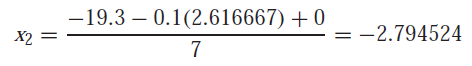 x₂ = (−19.3 − 0.1(2.616667) + 0) / 7 = −2.794524